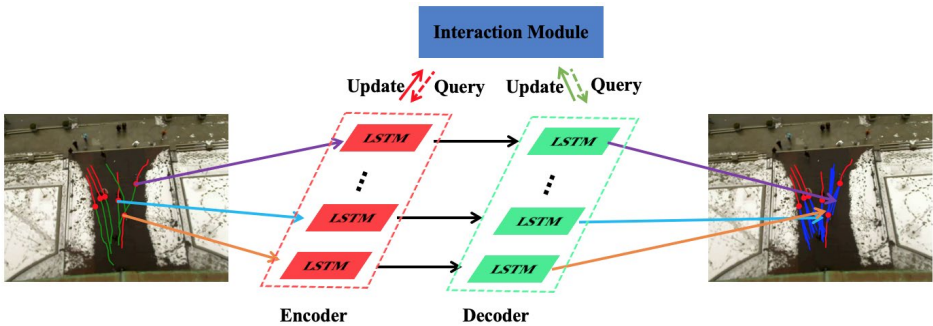 Interaction Module
Update Query Update Query
LSTM LSTM
LSTM LSTM
LSTM LSTM
Encoder Decoder